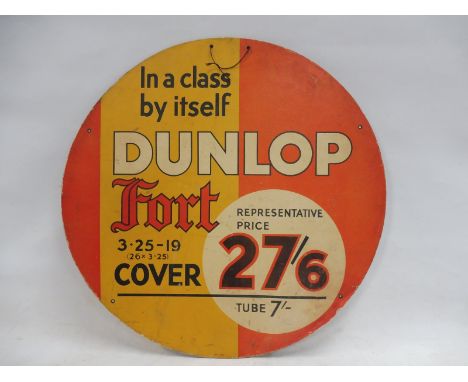 In a class
by itself
DUNLOP
Fort
3·25-19
(26 x 3·25)
COVER
REPRESENTATIVE
PRICE
27/6
TUBE 7/-